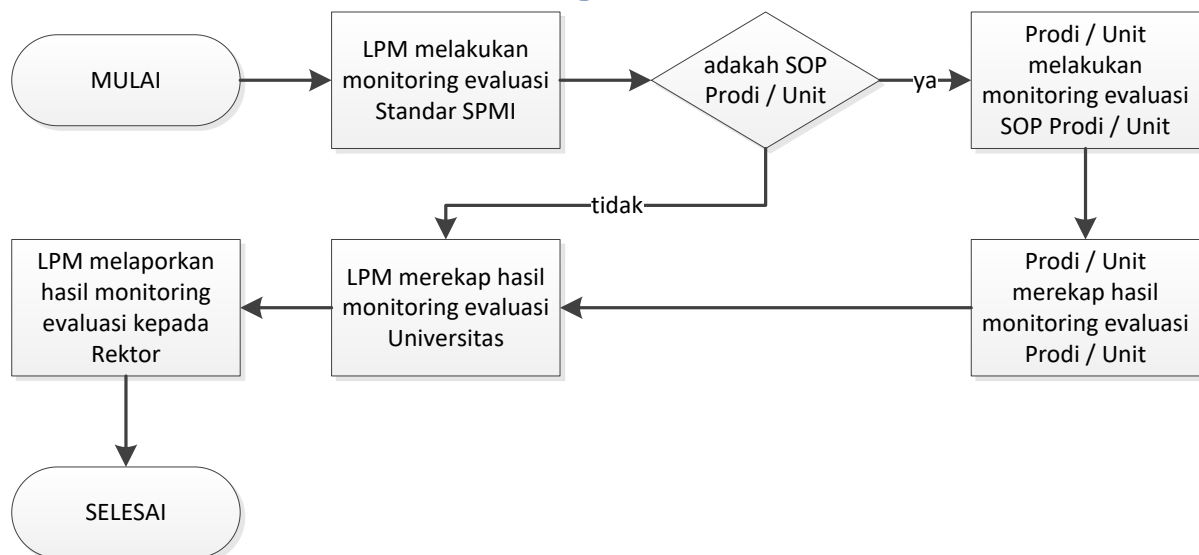 MULAI
LPM melakukan
monitoring evaluasi
Standar SPMI
adakah SOP
Prodi / Unit
ya
Prodi / Unit
melakukan
monitoring evaluasi
SOP Prodi / Unit
tidak
LPM melaporkan
hasil monitoring
evaluasi kepada
Rektor
LPM merekap hasil
monitoring evaluasi
Universitas
Prodi / Unit
merekap hasil
monitoring evaluasi
Prodi / Unit
SELESAI